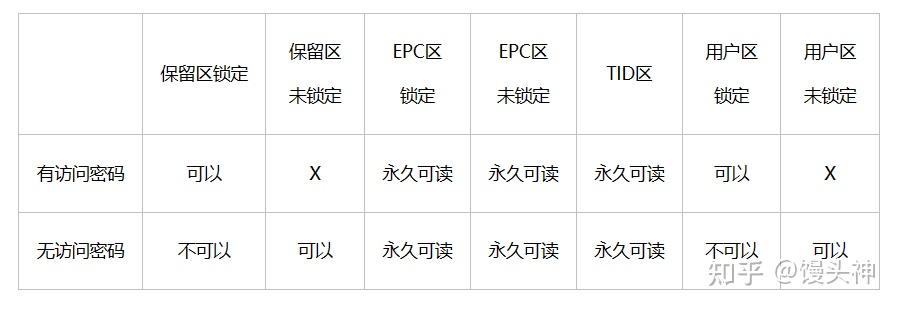 保留区锁定 保留区 EPC区 EPC区 TID区 用户区 用户区
未锁定 锁定 未锁定 锁定 未锁定
有访问密码 可以 X 永久可读 永久可读 永久可读 可以 X
无访问密码 不可以 可以 永久可读 永久可读 永久可读 不可以 可以
知乎 @馒头神